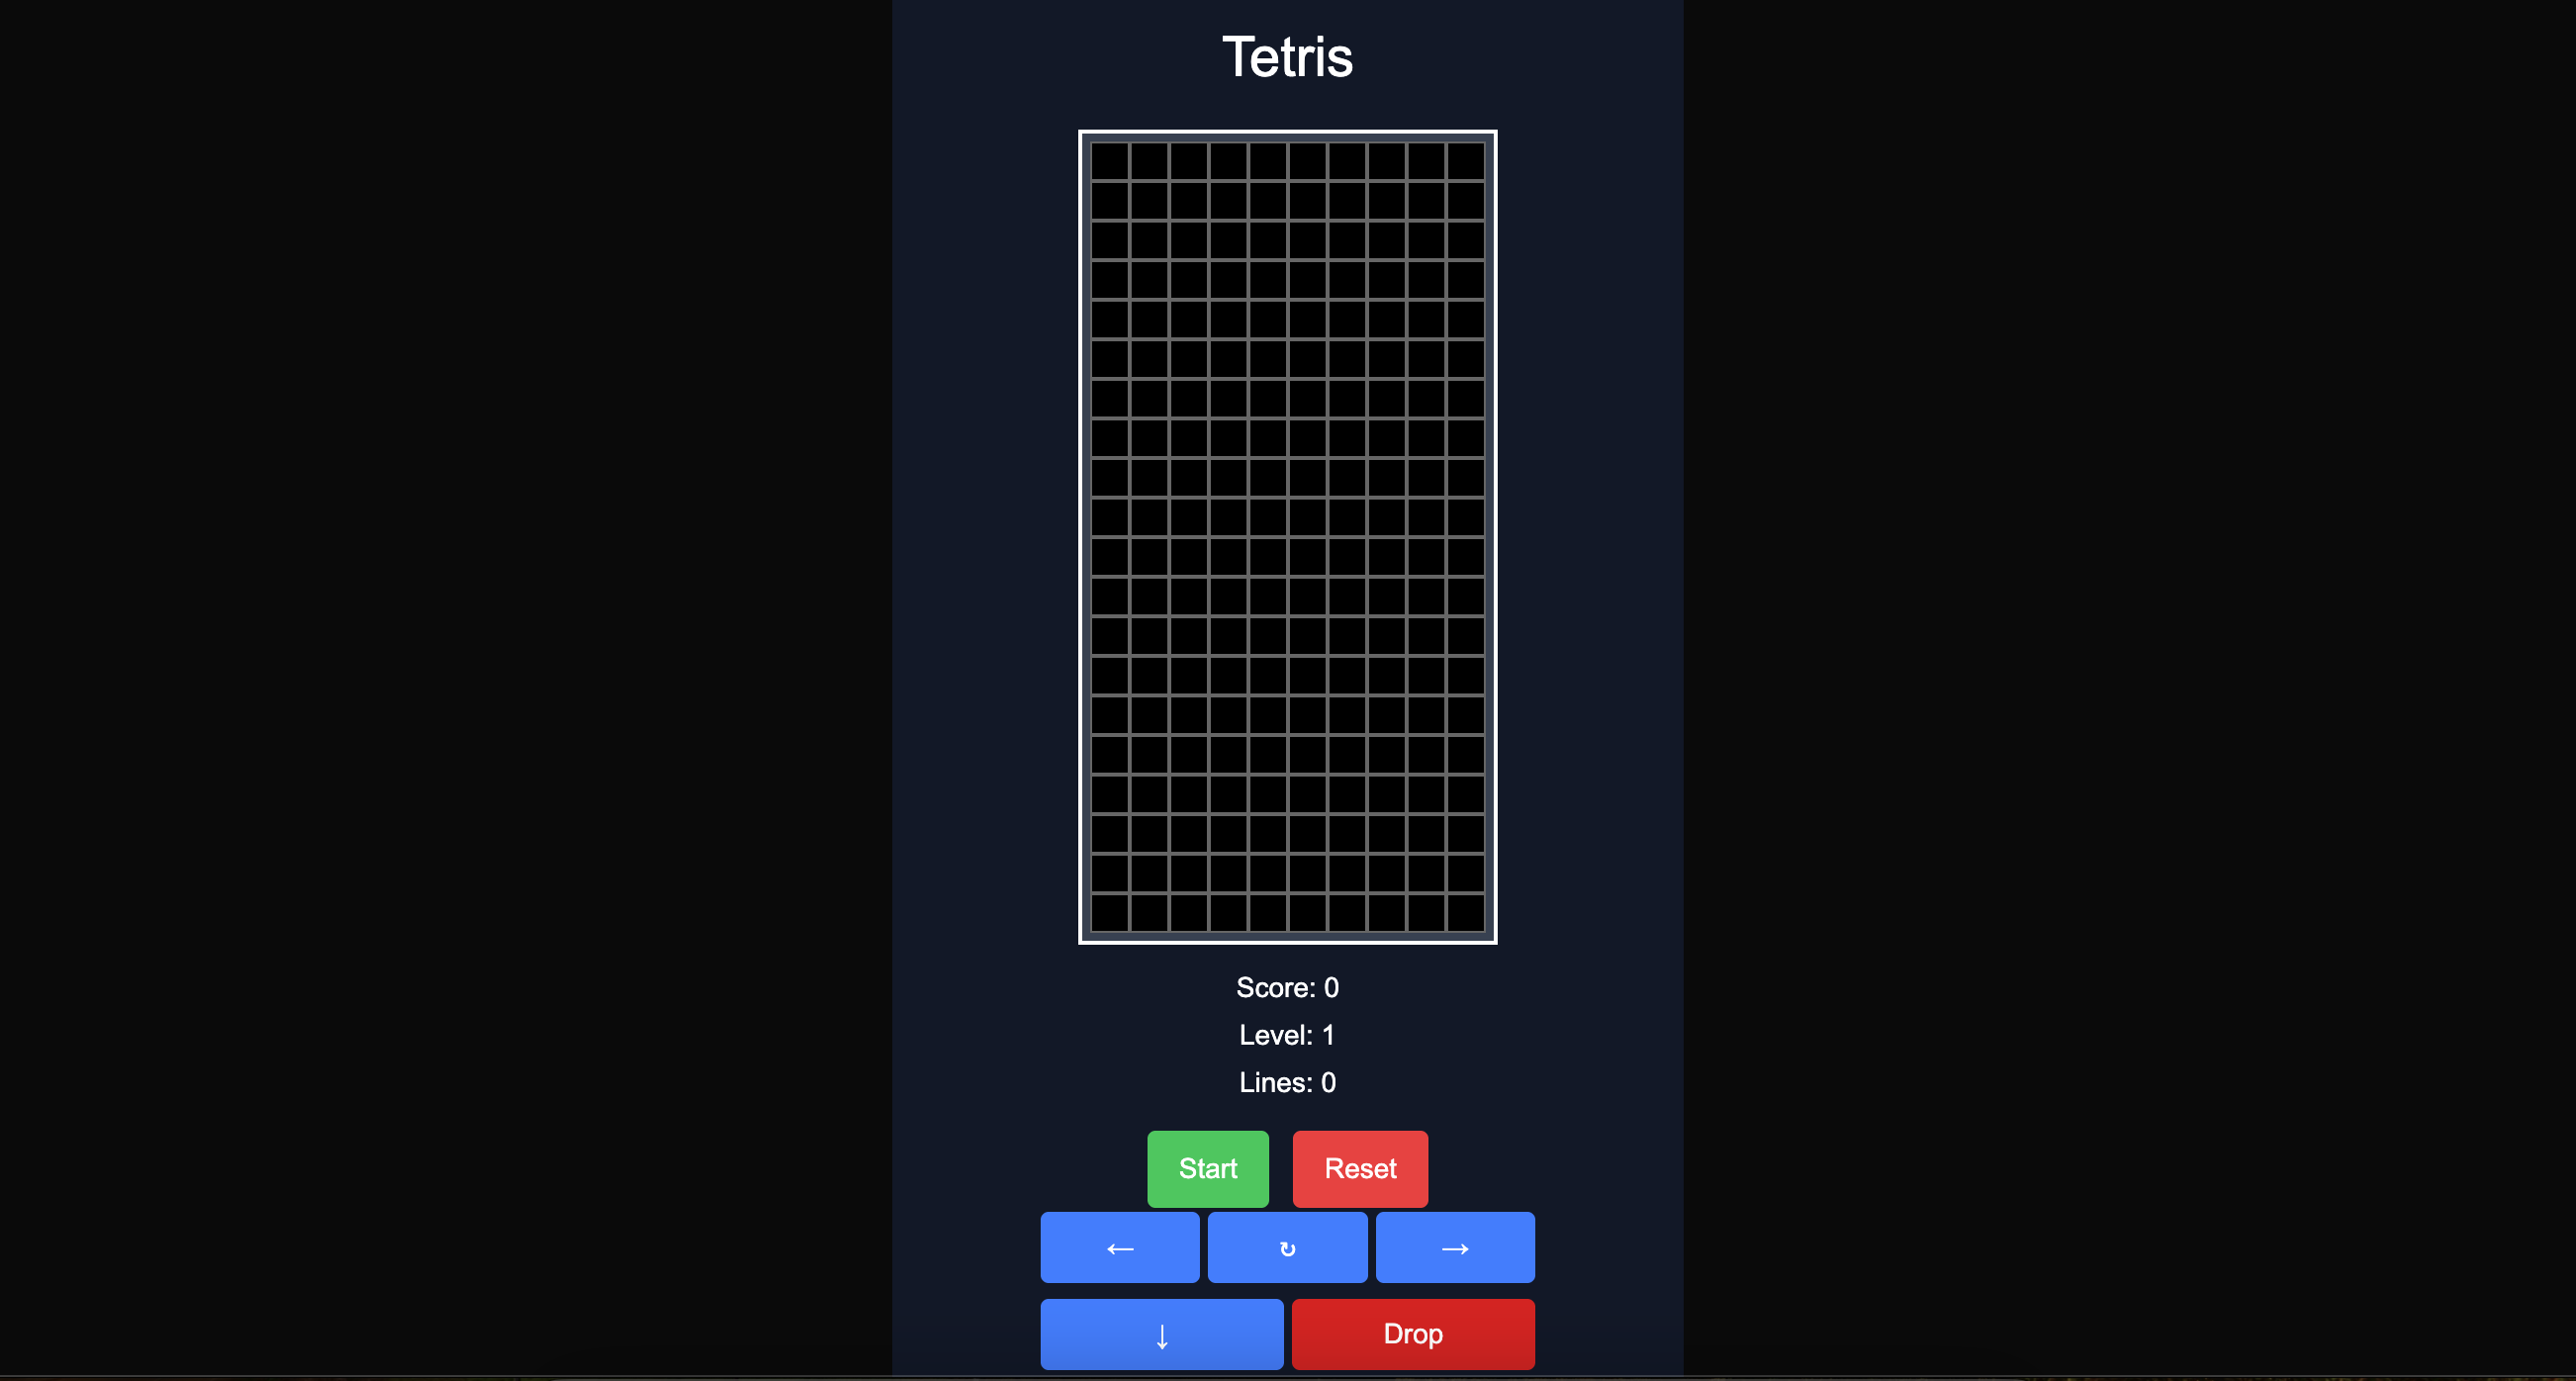 Tetris
Score: 0
Level: 1
Lines: 0
Start Reset
← ↻ →
↓ Drop